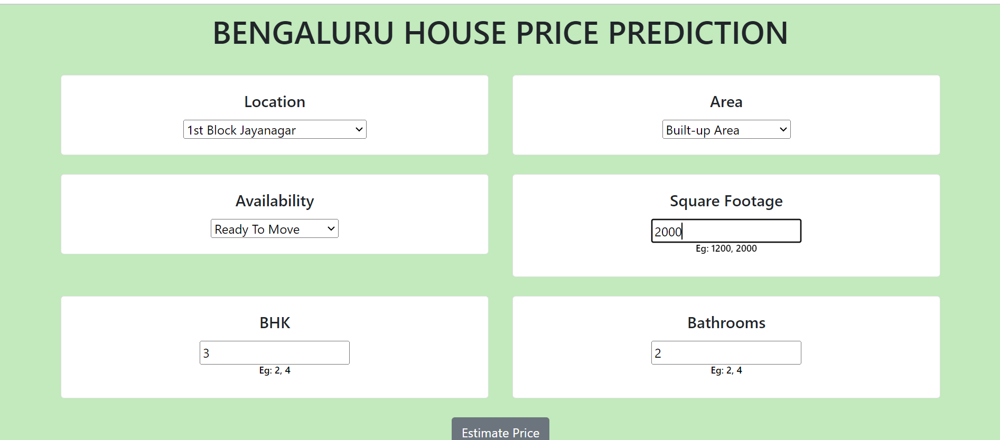 BENGALURU HOUSE PRICE PREDICTION
Location
1st Block Jayanagar
Area
Built-up Area
Availability
Ready To Move
Square Footage
2000
Eg: 1200, 2000
BHK
3
Eg: 2, 4
Bathrooms
2
Eg: 2, 4
Estimate Price